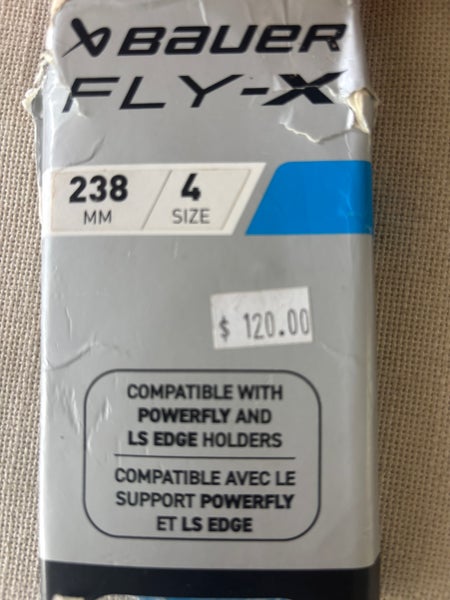 BAUER
FLY-X
238 4
MM SIZE
$ 120.00
COMPATIBLE WITH
POWERFLY AND
LS EDGE HOLDERS
COMPATIBLE AVEC LE
SUPPORT POWERFLY
ET LS EDGE